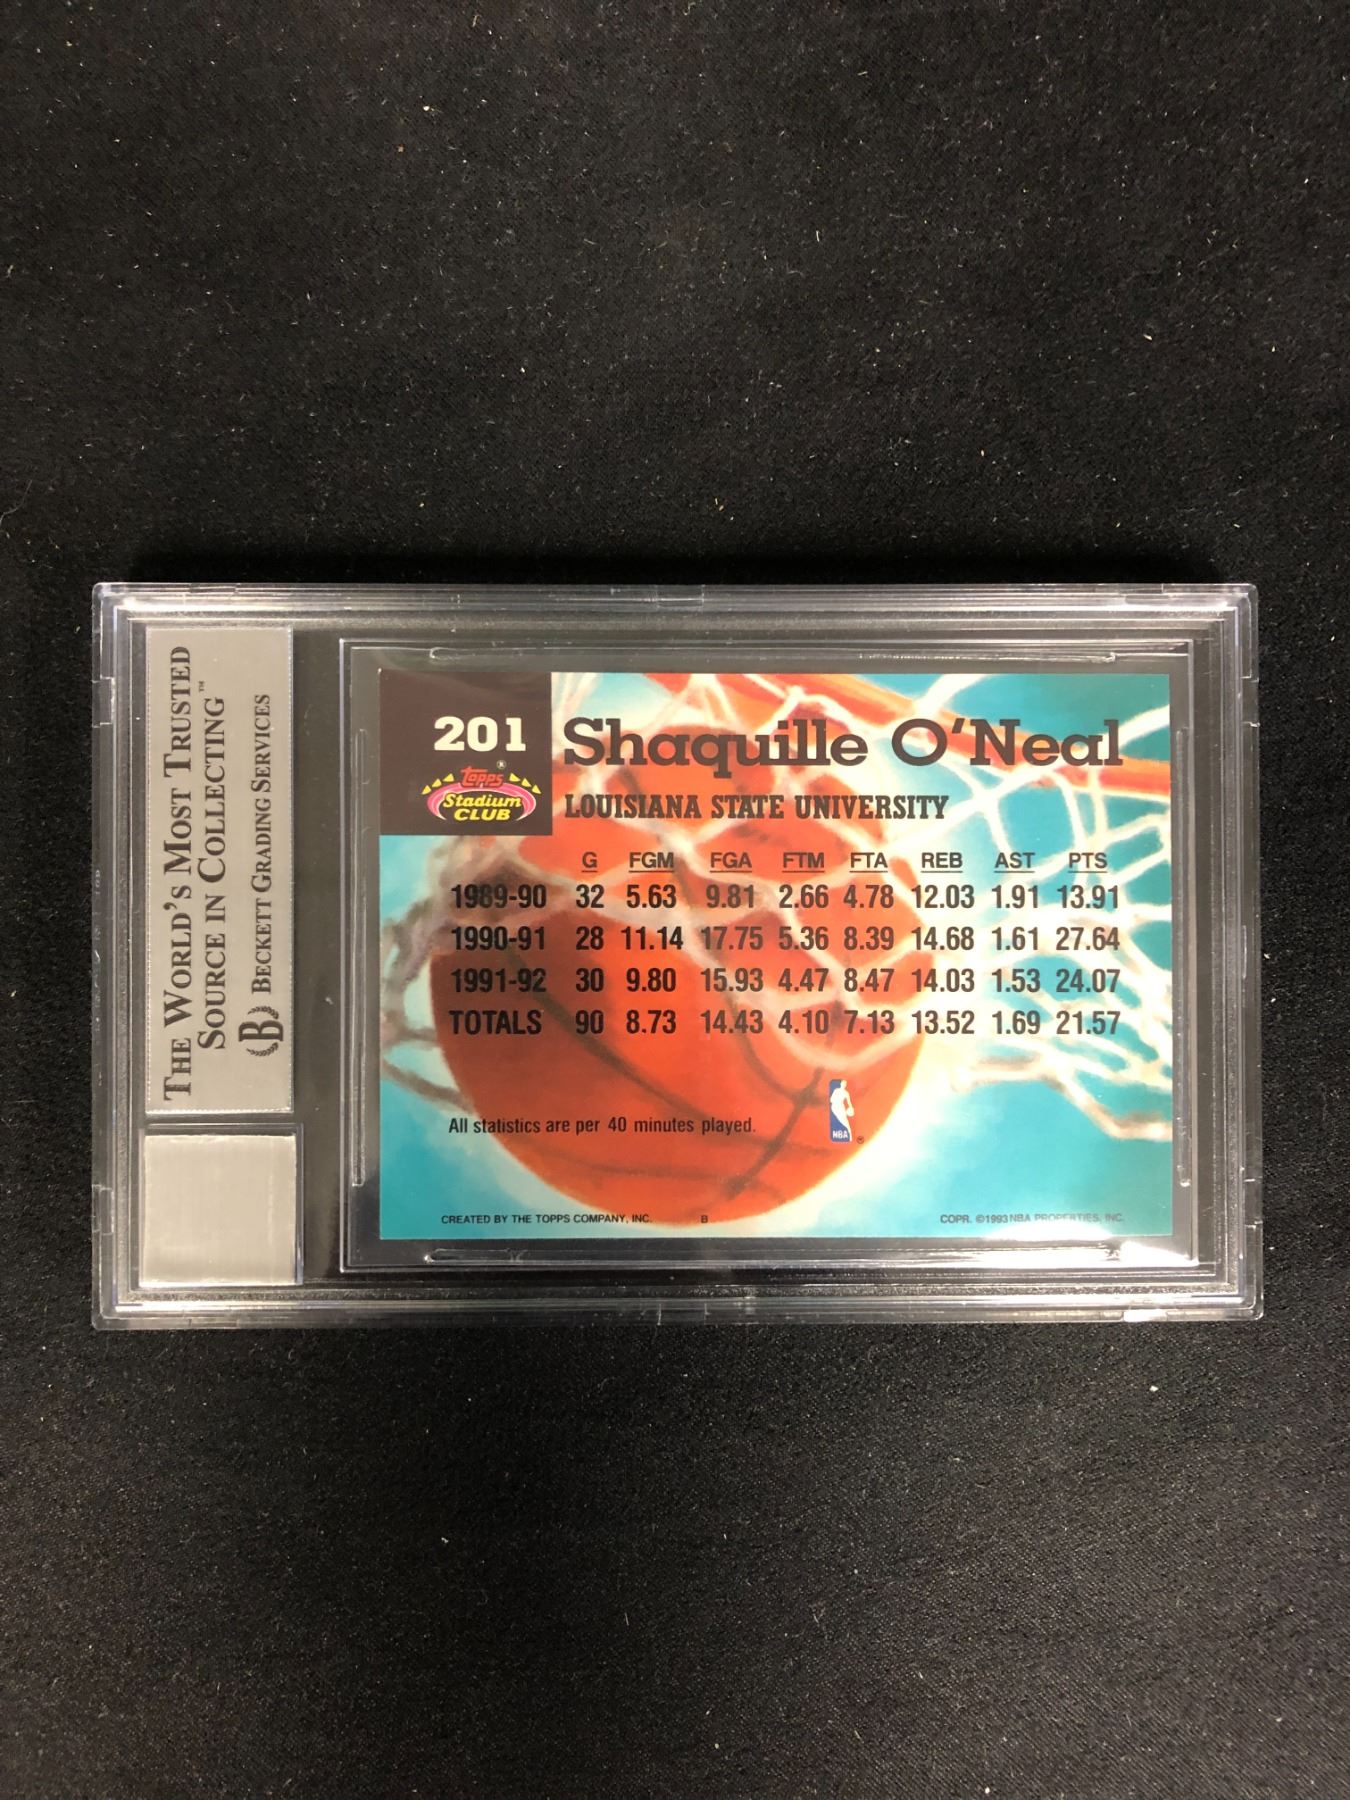 THE WORLD'S MOST TRUSTED
SOURCE IN COLLECTING™
B BECKETT GRADING SERVICES
201
Topps®
Stadium
CLUB
Shaquille O'Neal
LOUISIANA STATE UNIVERSITY
G FGM FGA FTM FTA REB AST PTS
1989-90 32 5.63 9.81 2.66 4.78 12.03 1.91 13.91
1990-91 28 11.14 17.75 5.36 8.39 14.68 1.61 27.64
1991-92 30 9.80 15.93 4.47 8.47 14.03 1.53 24.07
TOTALS 90 8.73 14.43 4.10 7.13 13.52 1.69 21.57
All statistics are per 40 minutes played.
NBA ®
CREATED BY THE TOPPS COMPANY, INC. B COPR. ©1993 NBA PROPERTIES, INC.